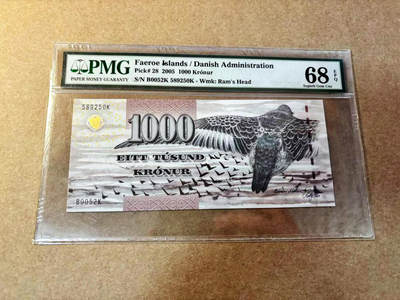 PMG
PAPER MONEY GUARANTY
Faeroe Islands / Danish Administration
Pick# 28 2005 1000 Krónur
S/N B0052K 589250K - Wmk: Ram's Head
68 EPQ
Superb Gem Unc
589250K
1000
EITT TÚSUND
KRÓNUR
B0052K